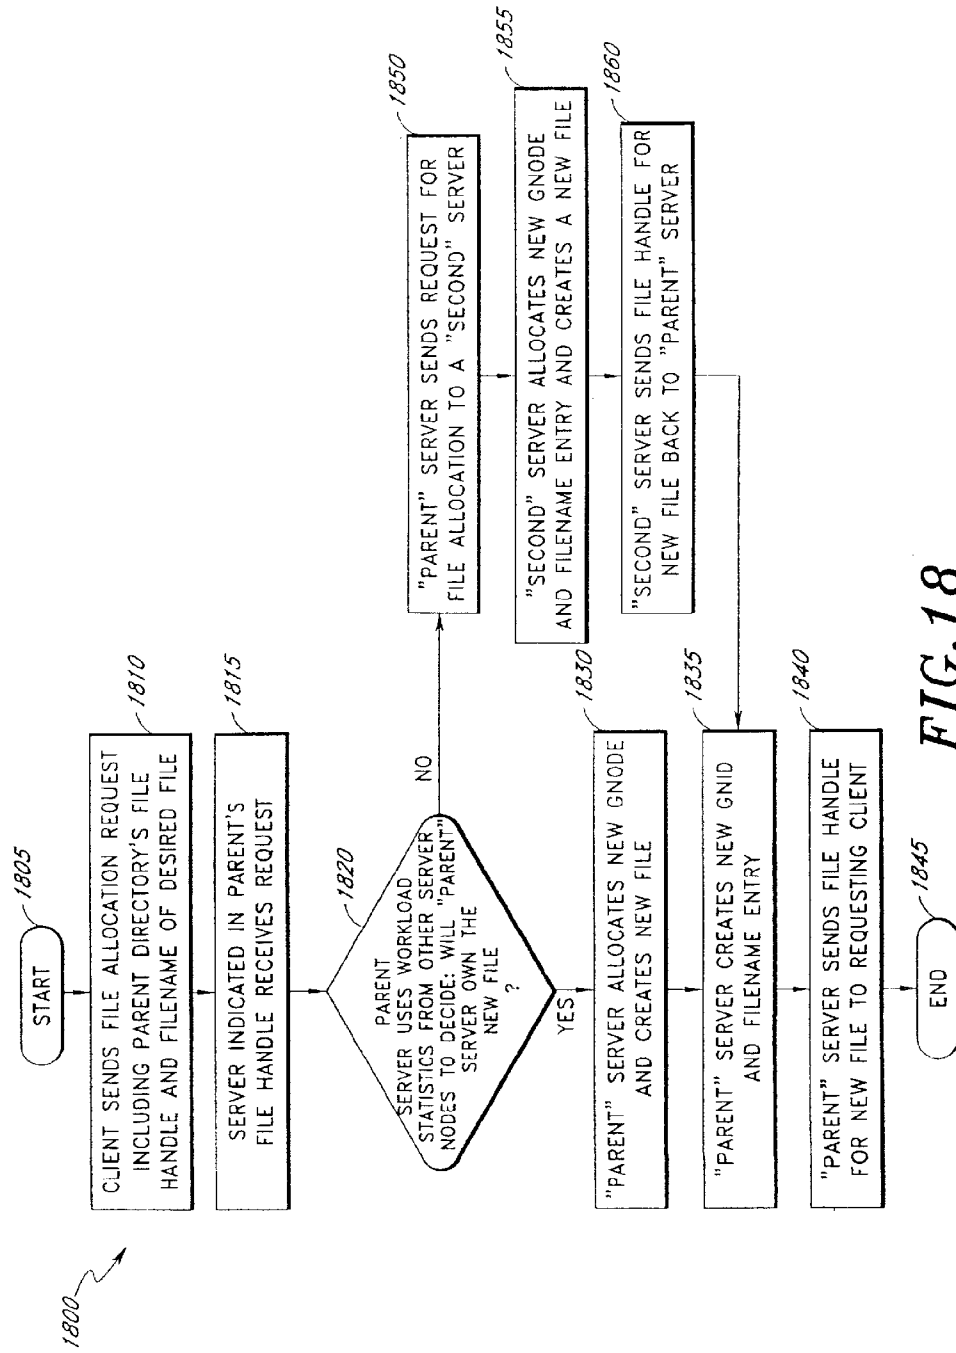 1800
START
1805
CLIENT SENDS FILE ALLOCATION REQUEST
INCLUDING PARENT DIRECTORY'S FILE
HANDLE AND FILENAME OF DESIRED FILE
1810
SERVER INDICATED IN PARENT'S
FILE HANDLE RECEIVES REQUEST
1815
PARENT
SERVER USES WORKLOAD
STATISTICS FROM OTHER SERVER
NODES TO DECIDE: WILL "PARENT"
SERVER OWN THE
NEW FILE
?
1820
NO
YES
"PARENT" SERVER SENDS REQUEST FOR
FILE ALLOCATION TO A "SECOND" SERVER
1850
"SECOND" SERVER ALLOCATES NEW GNODE
AND FILENAME ENTRY AND CREATES A NEW FILE
1855
"SECOND" SERVER SENDS FILE HANDLE FOR
NEW FILE BACK TO "PARENT" SERVER
1860
"PARENT" SERVER ALLOCATES NEW GNODE
AND CREATES NEW FILE
1830
"PARENT" SERVER CREATES NEW GNID
AND FILENAME ENTRY
1835
"PARENT" SERVER SENDS FILE HANDLE
FOR NEW FILE TO REQUESTING CLIENT
1840
END
1845
FIG. 18